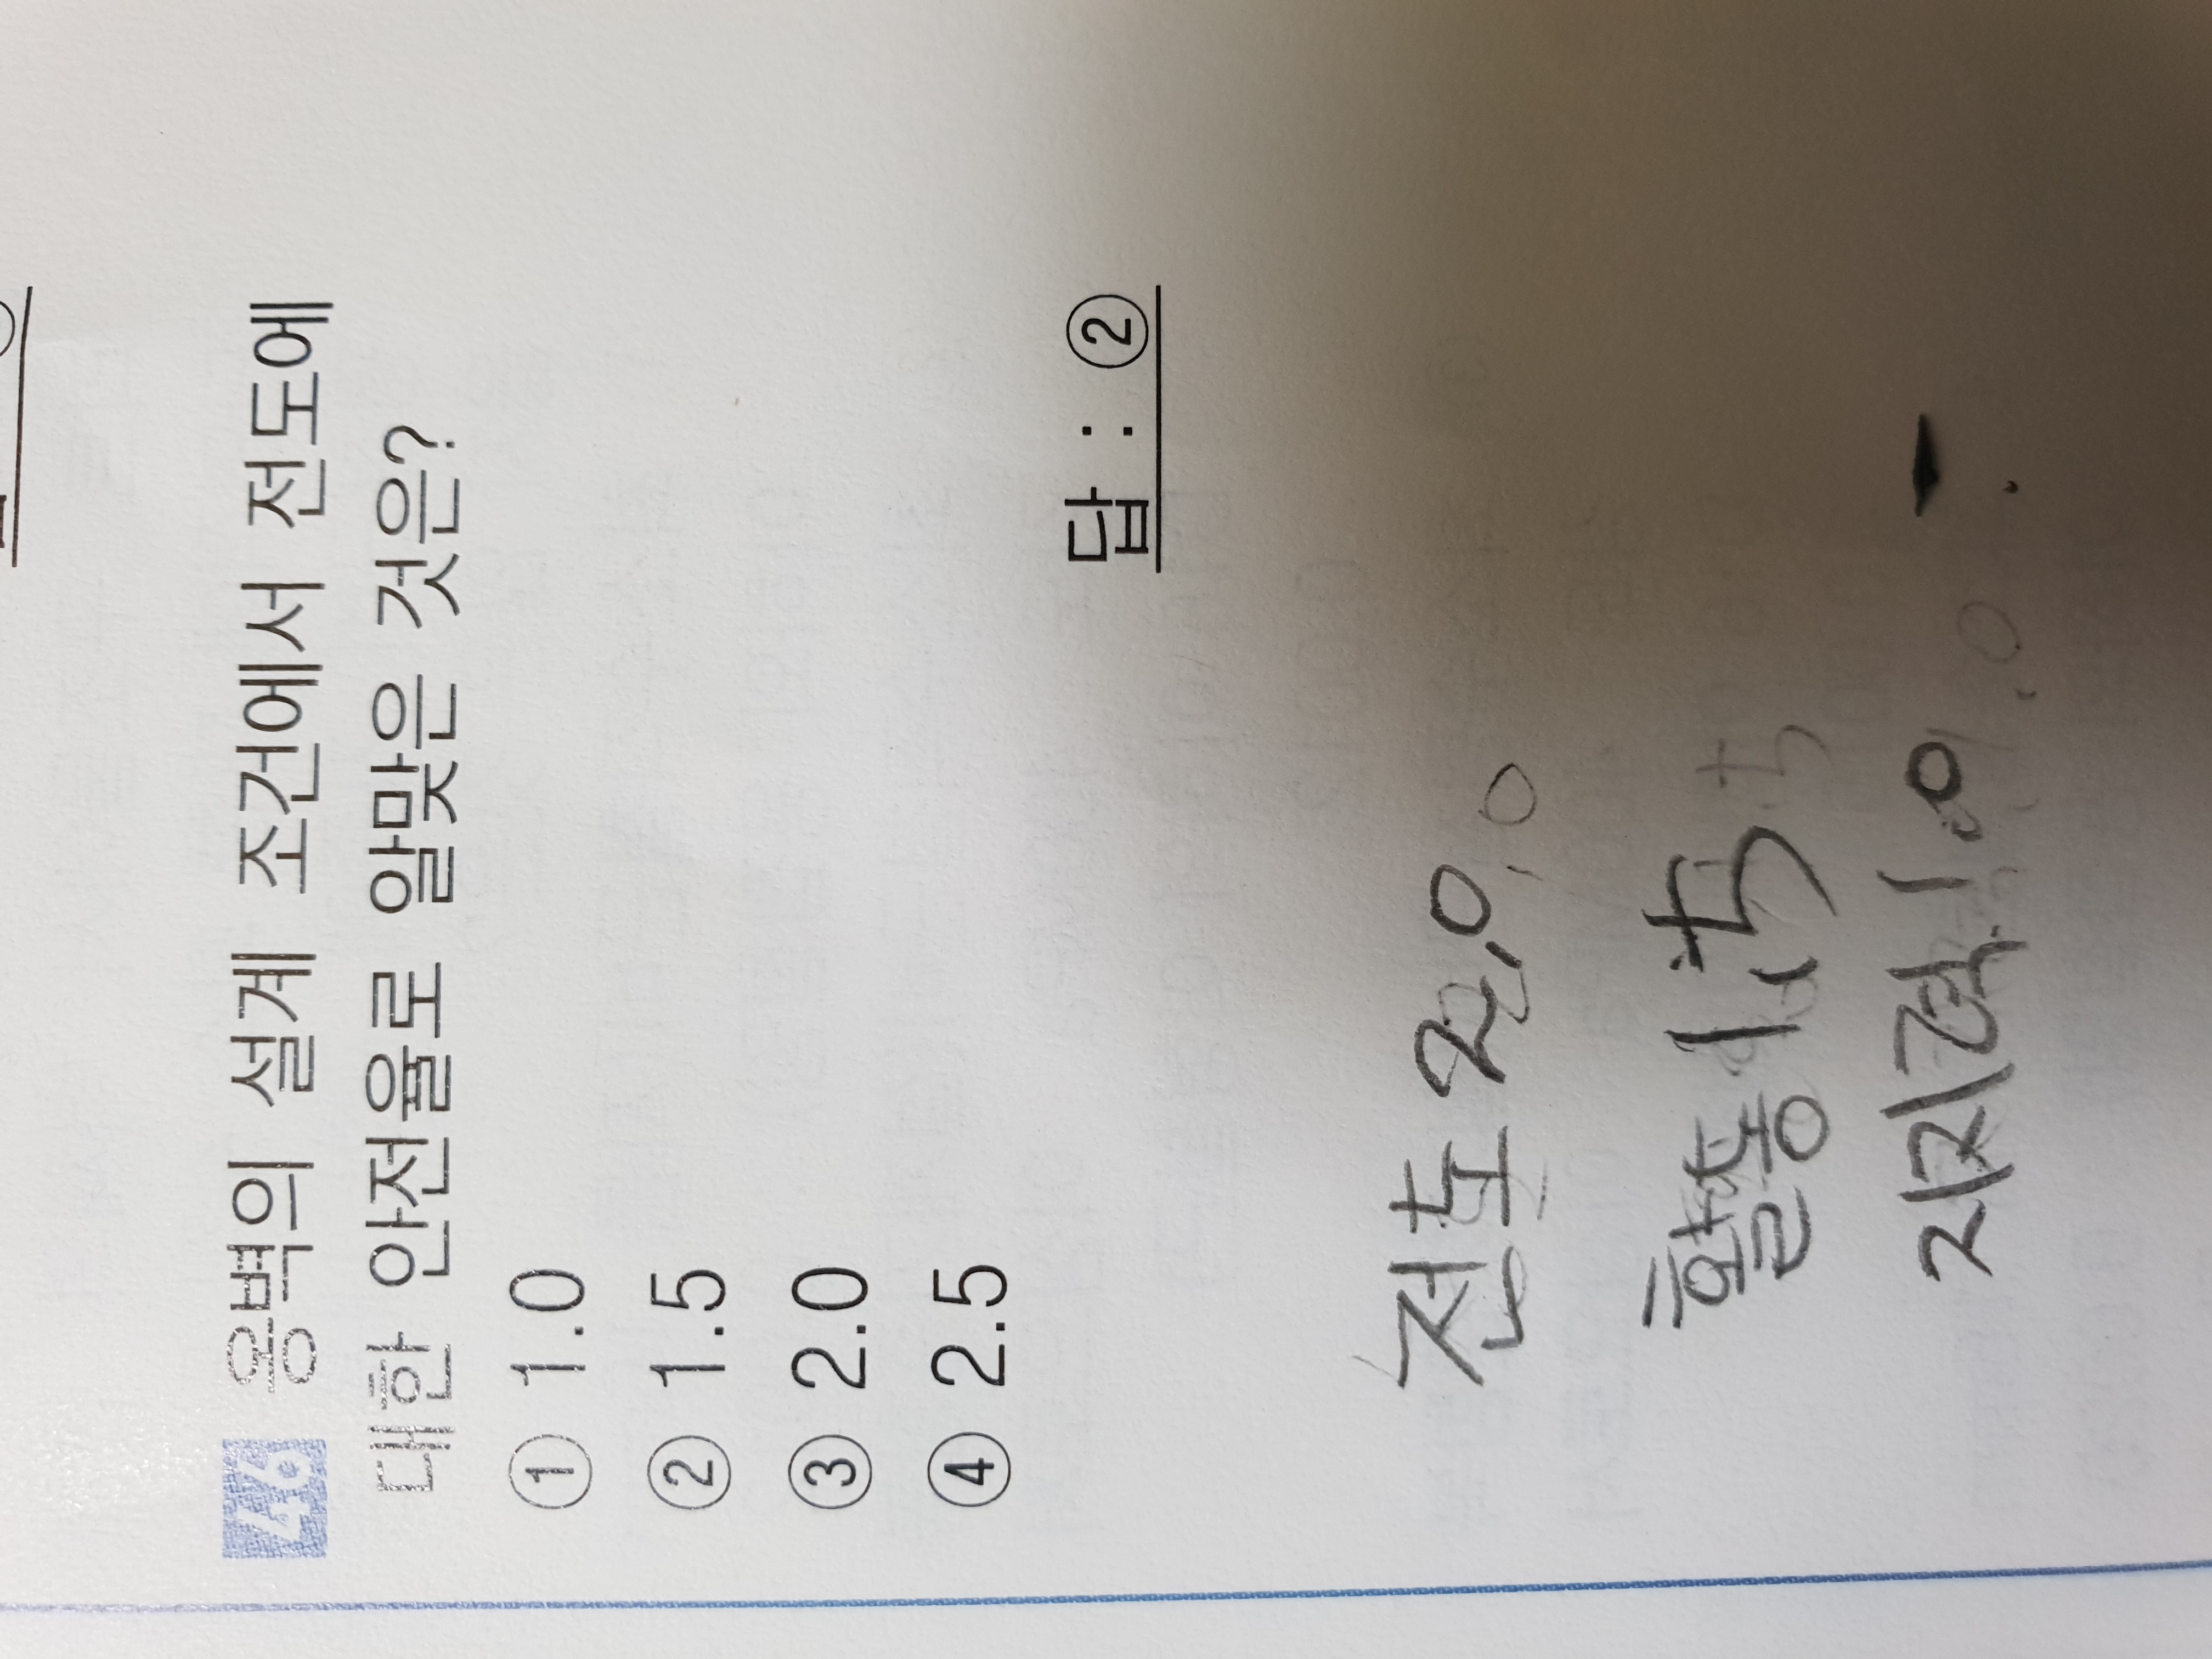 46 옹벽의 설계 조건에서 전도에
대한 안전율로 알맞은 것은?
① 1.0
② 1.5
③ 2.0
④ 2.5
답 : ②
전도 2.0
활동 1.5
지지력 1.0